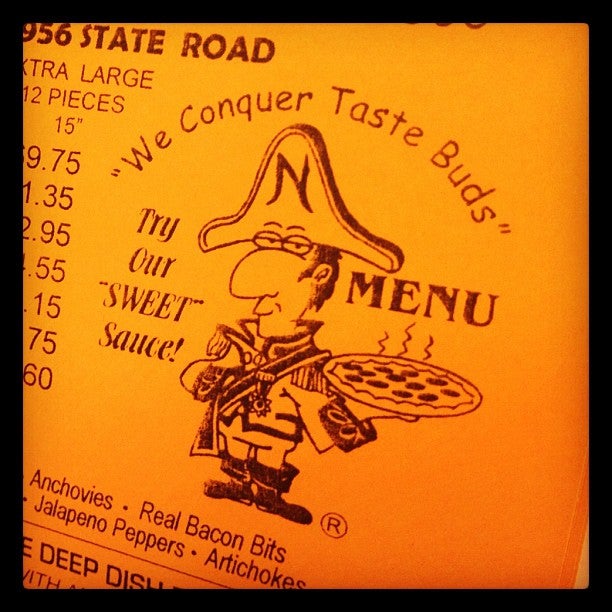 956 STATE ROAD
XTRA LARGE
12 PIECES
15"
9.75
1.35
2.95
.55
.15
75
60
"We Conquer Taste Buds"
N
Try
Our
"SWEET"
Sauce!
MENU
®
Anchovies • Real Bacon Bits
• Jalapeno Peppers • Artichokes
E DEEP DISH
WITH A